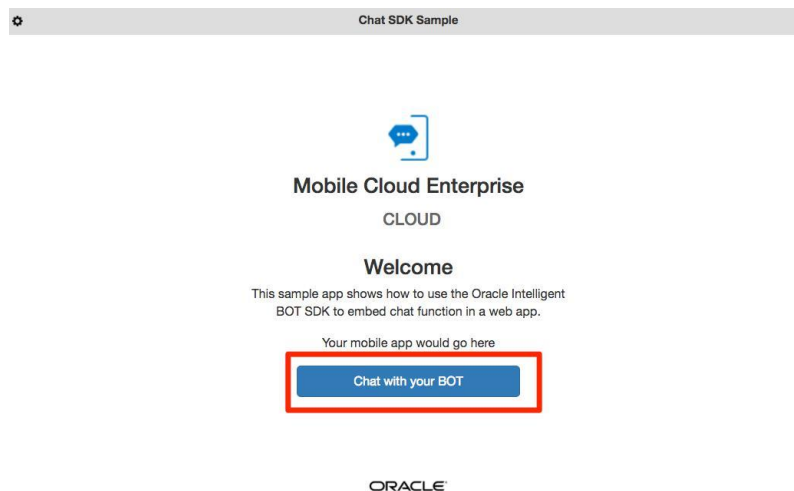 Chat SDK Sample
Mobile Cloud Enterprise
CLOUD
Welcome
This sample app shows how to use the Oracle Intelligent
BOT SDK to embed chat function in a web app.
Your mobile app would go here
Chat with your BOT
ORACLE